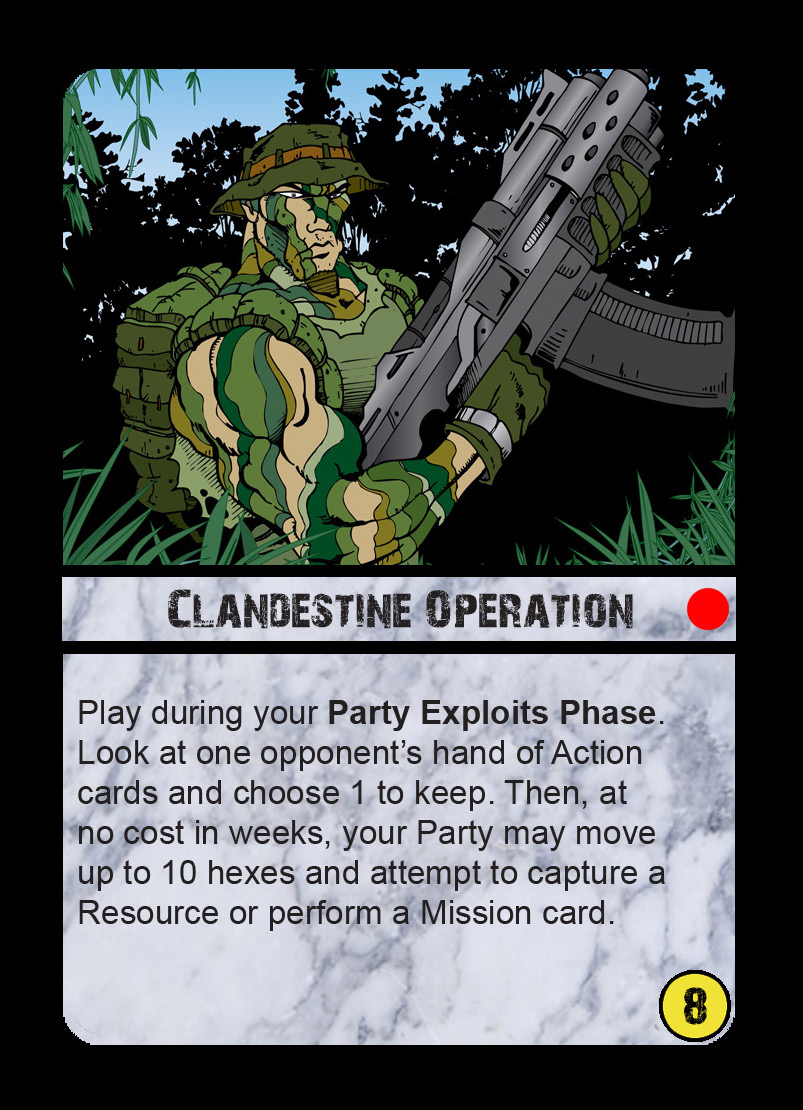 Clandestine Operation
Play during your Party Exploits Phase.
Look at one opponent’s hand of Action
cards and choose 1 to keep. Then, at
no cost in weeks, your Party may move
up to 10 hexes and attempt to capture a
Resource or perform a Mission card.
8